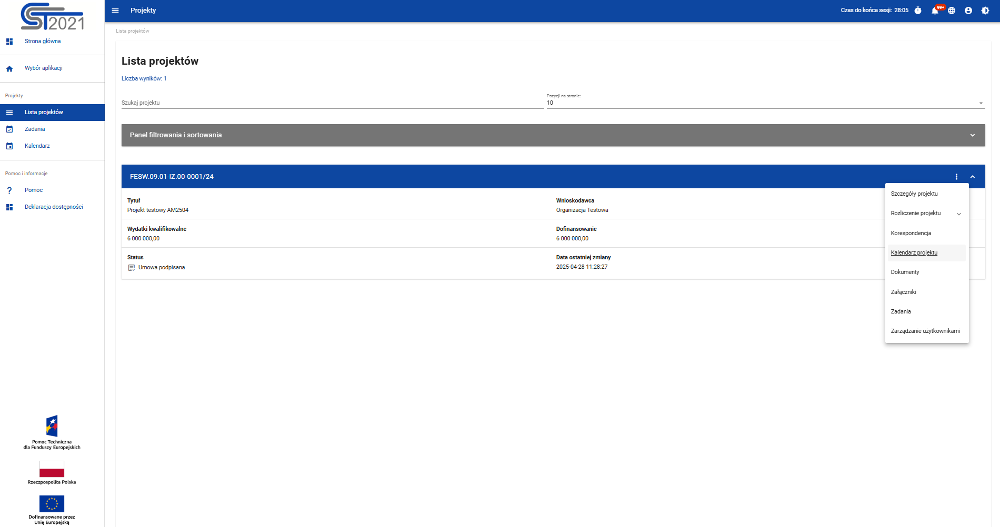 CST2021
Projekty
Czas do końca sesji: 28:05
99+
Strona główna
Wybór aplikacji
Projekty
Lista projektów
Zadania
Kalendarz
Pomoc i informacje
Pomoc
Deklaracja dostępności
Pomoc Techniczna
dla Funduszy Europejskich
Rzeczpospolita Polska
Dofinansowane przez
Unię Europejską
Lista projektów
Lista projektów
Liczba wyników: 1
Szukaj projektu
Pozycji na stronie:
10
Panel filtrowania i sortowania
FESW.09.01-IZ.00-0001/24
Tytuł
Projekt testowy AM2504
Wnioskodawca
Organizacja Testowa
Wydatki kwalifikowalne
6 000 000,00
Dofinansowanie
6 000 000,00
Status
Umowa podpisana
Data ostatniej zmiany
2025-04-28 11:28:27
Szczegóły projektu
Rozliczenie projektu
Korespondencja
Kalendarz projektu
Dokumenty
Załączniki
Zadania
Zarządzanie użytkownikami